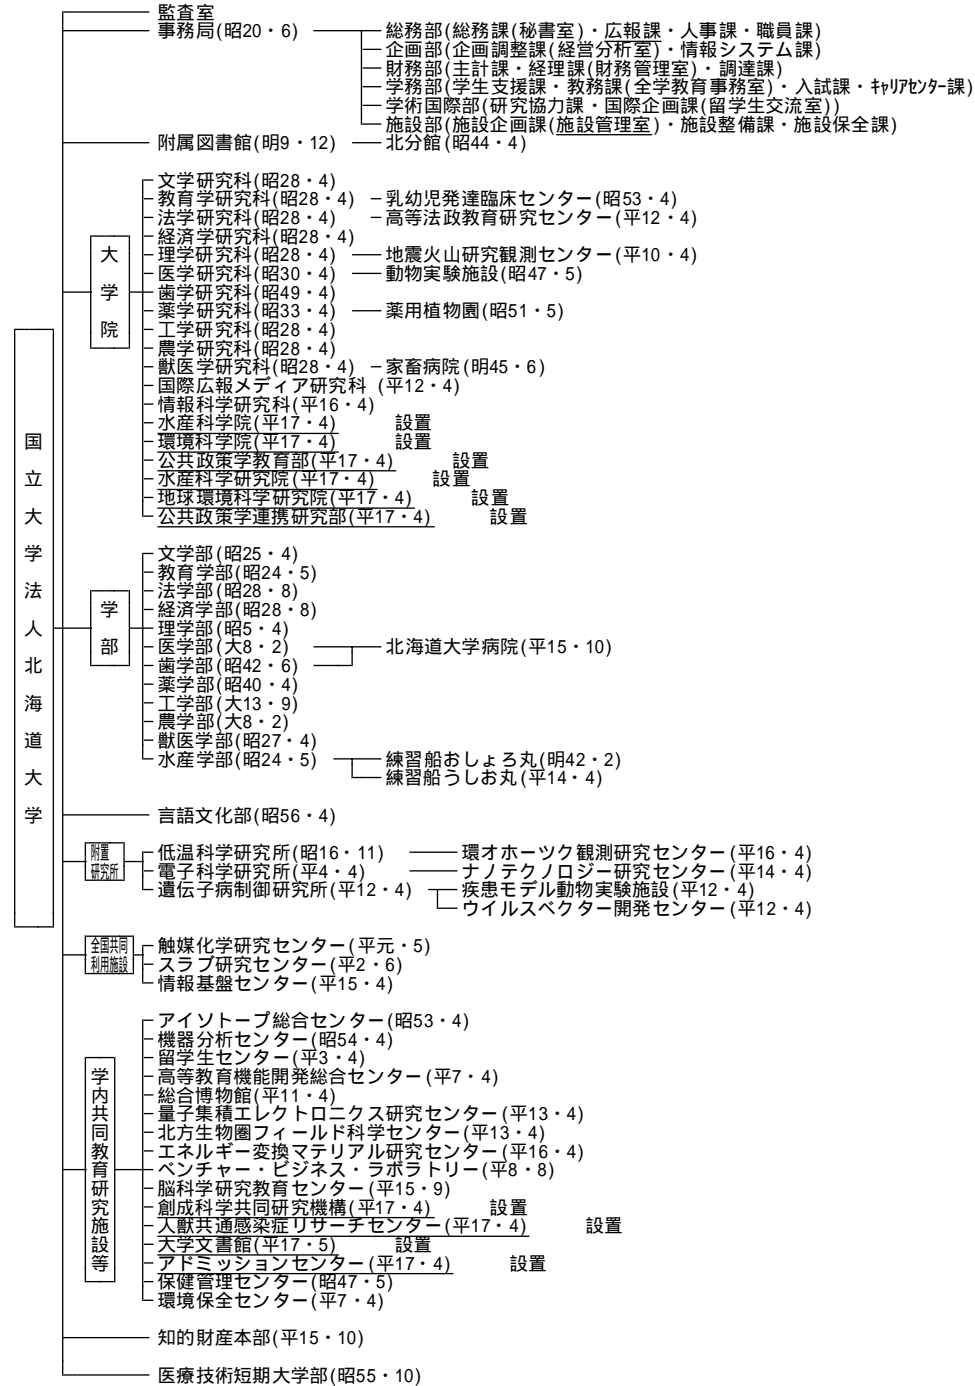 監査室
事務局(昭20・6)
総務部(総務課(秘書室)・広報課・人事課・職員課)
企画部(企画調整課(経営分析室)・情報システム課)
財務部(主計課・経理課(財務管理室)・調達課)
学務部(学生支援課・教務課(全学教育事務室)・入試課・キャリアセンター課)
学術国際部(研究協力課・国際企画課(留学生交流室))
施設部(施設企画課(施設管理室)・施設整備課・施設保全課)
附属図書館(明9・12) 北分館(昭44・4)
大学院
文学研究科(昭28・4)
教育学研究科(昭28・4) 乳幼児発達臨床センター(昭53・4)
法学研究科(昭28・4) 高等法政教育研究センター(平12・4)
経済学研究科(昭28・4)
理学研究科(昭28・4) 地震火山研究観測センター(平10・4)
医学研究科(昭30・4) 動物実験施設(昭47・5)
歯学研究科(昭49・4)
薬学研究科(昭33・4) 薬用植物園(昭51・5)
工学研究科(昭28・4)
農学研究科(昭28・4)
獣医学研究科(昭28・4) 家畜病院(明45・6)
国際広報メディア研究科 (平12・4)
情報科学研究科(平16・4)
水産科学院(平17・4) 設置
環境科学院(平17・4) 設置
公共政策学教育部(平17・4) 設置
水産科学研究院(平17・4) 設置
地球環境科学研究院(平17・4) 設置
公共政策学連携研究部(平17・4) 設置
国立大学法人北海道大学
学部
文学部(昭25・4)
教育学部(昭24・5)
法学部(昭28・8)
経済学部(昭28・8)
理学部(昭5・4)
医学部(大8・2) 北海道大学病院(平15・10)
歯学部(昭42・6)
薬学部(昭40・4)
工学部(大13・9)
農学部(大8・2)
獣医学部(昭27・4)
水産学部(昭24・5) 練習船おしょろ丸(明42・2)
練習船うしお丸(平14・4)
言語文化部(昭56・4)
附置
研究所
低温科学研究所(昭16・11) 環オホーツク観測研究センター(平16・4)
電子科学研究所(平4・4) ナノテクノロジー研究センター(平14・4)
遺伝子病制御研究所(平12・4) 疾患モデル動物実験施設(平12・4)
ウイルスベクター開発センター(平12・4)
全国共同
利用施設
触媒化学研究センター(平元・5)
スラブ研究センター(平2・6)
情報基盤センター(平15・4)
学内共同教育研究施設等
アイソトープ総合センター(昭53・4)
機器分析センター(昭54・4)
留学生センター(平3・4)
高等教育機能開発総合センター(平7・4)
総合博物館(平11・4)
量子集積エレクトロニクス研究センター(平13・4)
北方生物圏フィールド科学センター(平13・4)
エネルギー変換マテリアル研究センター(平16・4)
ベンチャー・ビジネス・ラボラトリー(平8・8)
脳科学研究教育センター(平15・9)
創成科学共同研究機構(平17・4) 設置
人獣共通感染症リサーチセンター(平17・4) 設置
大学文書館(平17・5) 設置
アドミッションセンター(平17・4) 設置
保健管理センター(昭47・5)
環境保全センター(平7・4)
知的財産本部(平15・10)
医療技術短期大学部(昭55・10)